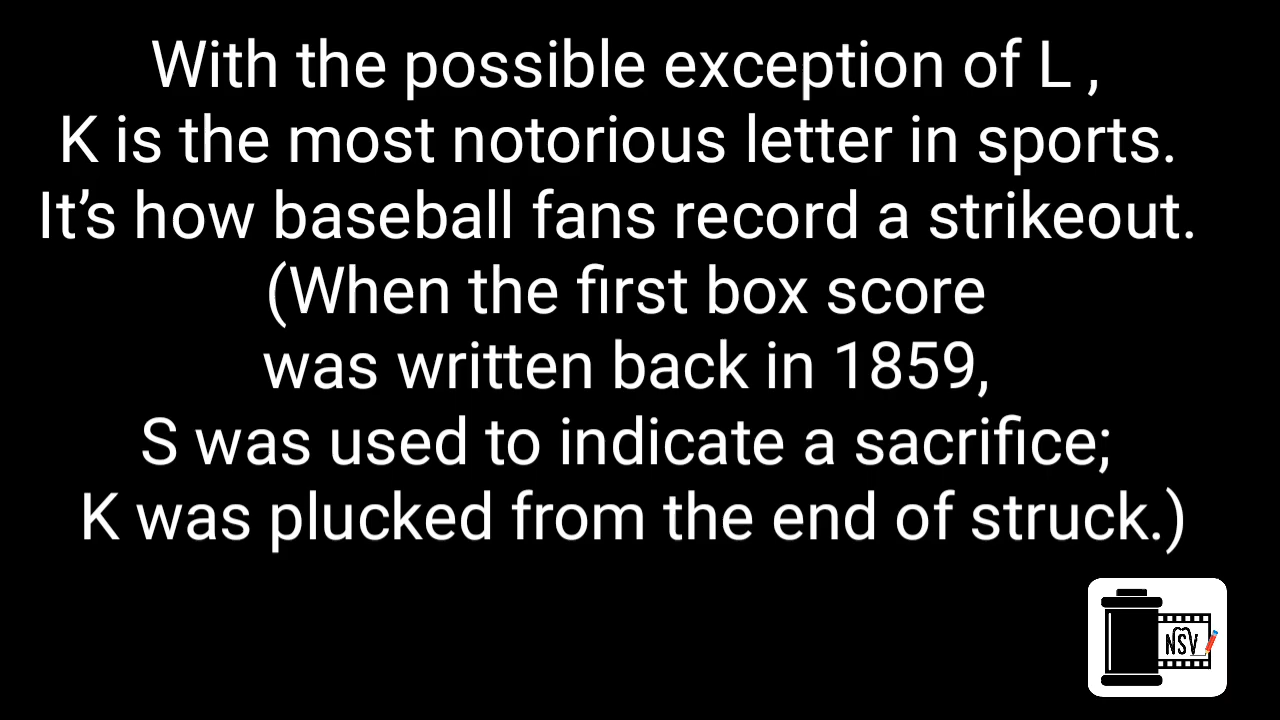 With the possible exception of L ,
K is the most notorious letter in sports.
It’s how baseball fans record a strikeout.
(When the first box score
was written back in 1859,
S was used to indicate a sacrifice;
K was plucked from the end of struck.)
NSV